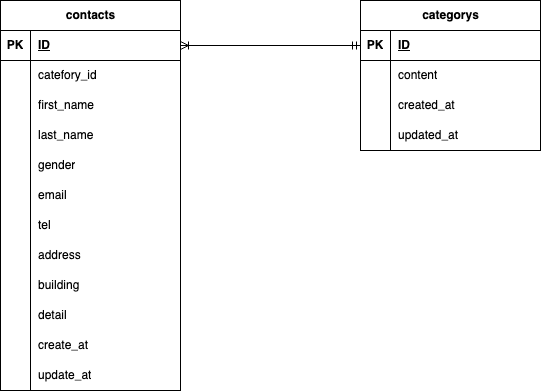 contacts
PK ID
catefory_id
first_name
last_name
gender
email
tel
address
building
detail
create_at
update_at
categorys
PK ID
content
created_at
updated_at